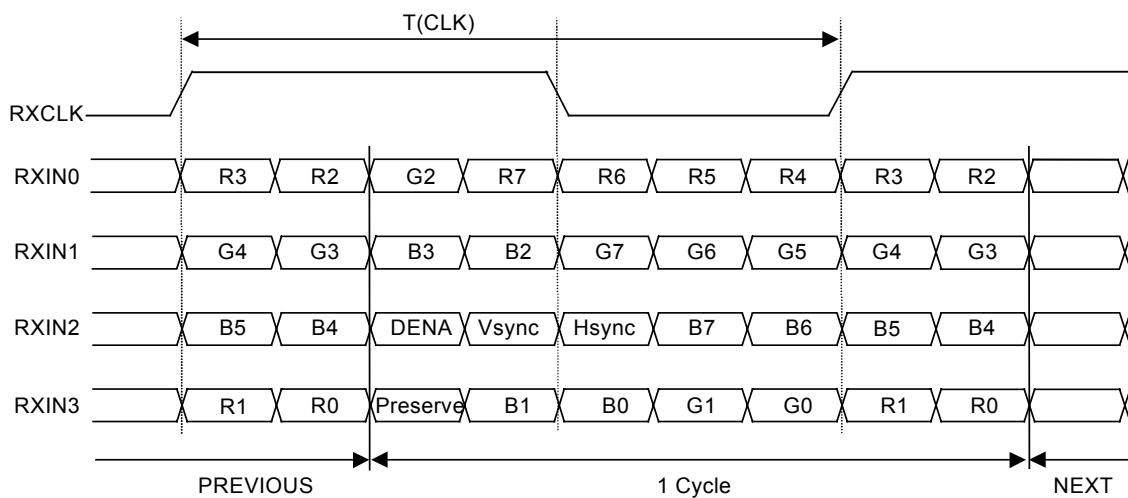 T(CLK)
RXCLK
RXIN0 R3 R2 G2 R7 R6 R5 R4 R3 R2
RXIN1 G4 G3 B3 B2 G7 G6 G5 G4 G3
RXIN2 B5 B4 DENA Vsync Hsync B7 B6 B5 B4
RXIN3 R1 R0 Preserve B1 B0 G1 G0 R1 R0
PREVIOUS 1 Cycle NEXT